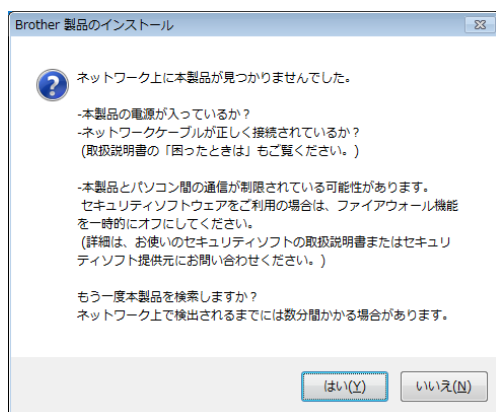 Brother 製品のインストール
ネットワーク上に本製品が見つかりませんでした。
-本製品の電源が入っているか？
-ネットワークケーブルが正しく接続されているか？
(取扱説明書の「困ったときは」もご覧ください。)
-本製品とパソコン間の通信が制限されている可能性があります。
セキュリティソフトウェアをご利用の場合は、ファイアウォール機能
を一時的にオフにしてください。
(詳細は、お使いのセキュリティソフトの取扱説明書またはセキュリ
ティソフト提供元にお問い合わせください。)
もう一度本製品を検索しますか？
ネットワーク上で検出されるまでには数分間かかる場合があります。
はい(Y)
いいえ(N)